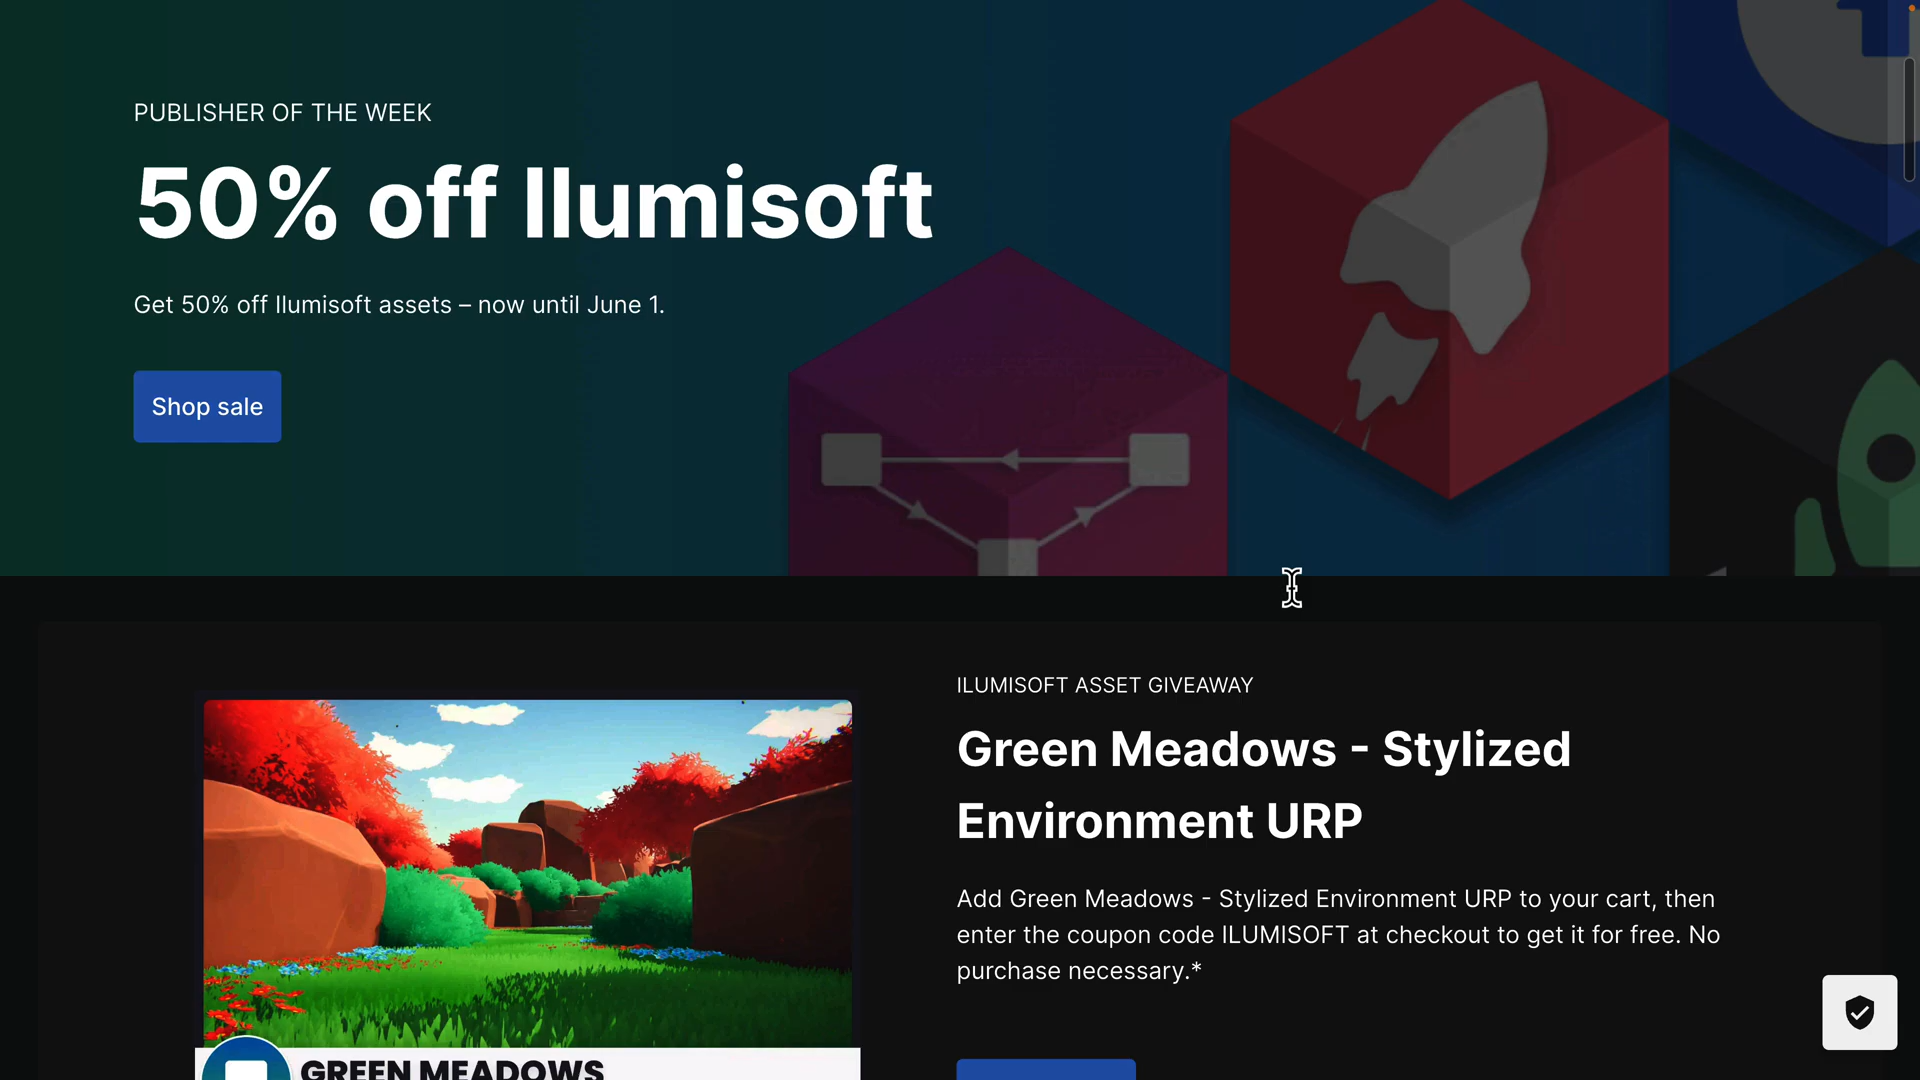 PUBLISHER OF THE WEEK
50% off Ilumisoft
Get 50% off Ilumisoft assets – now until June 1.
Shop sale
ILUMISOFT ASSET GIVEAWAY
Green Meadows - Stylized
Environment URP
Add Green Meadows - Stylized Environment URP to your cart, then
enter the coupon code ILUMISOFT at checkout to get it for free. No
purchase necessary.*
GREEN MEADOWS